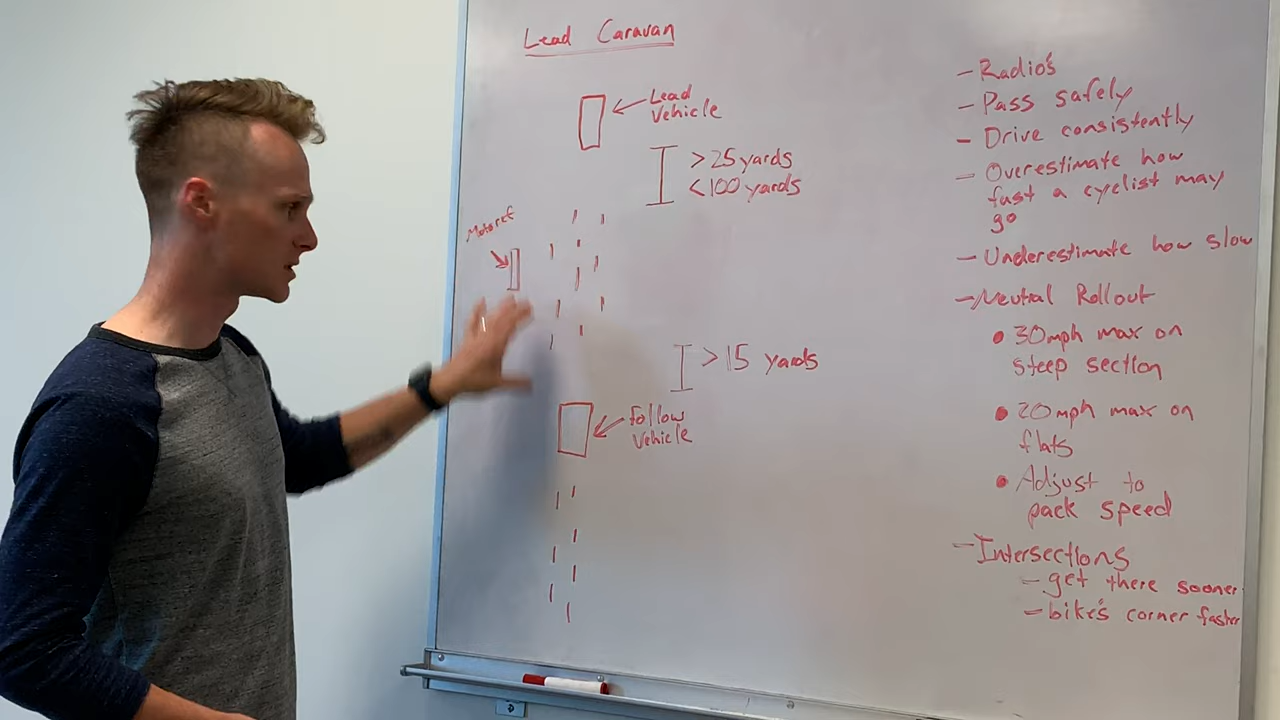 Lead Caravan
Lead
Vehicle
>25 yards
<100 yards
Motoref
>15 yards
Follow
Vehicle
- Radio's
- Pass safely
- Drive consistently
- Overestimate how
fast a cyclist may
go
- Underestimate how slow
- Neutral Rollout
• 30mph max on
steep section
• 20mph max on
flats
• Adjust to
pack speed
- Intersections
- get there sooner
- bike's corner faster